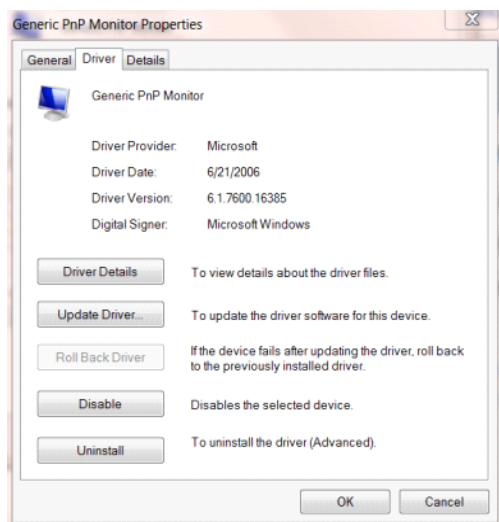 Generic PnP Monitor Properties
General Driver Details
Generic PnP Monitor
Driver Provider: Microsoft
Driver Date: 6/21/2006
Driver Version: 6.1.7600.16385
Digital Signer: Microsoft Windows
Driver Details To view details about the driver files.
Update Driver... To update the driver software for this device.
Roll Back Driver If the device fails after updating the driver, roll back
to the previously installed driver.
Disable Disables the selected device.
Uninstall To uninstall the driver (Advanced).
OK Cancel